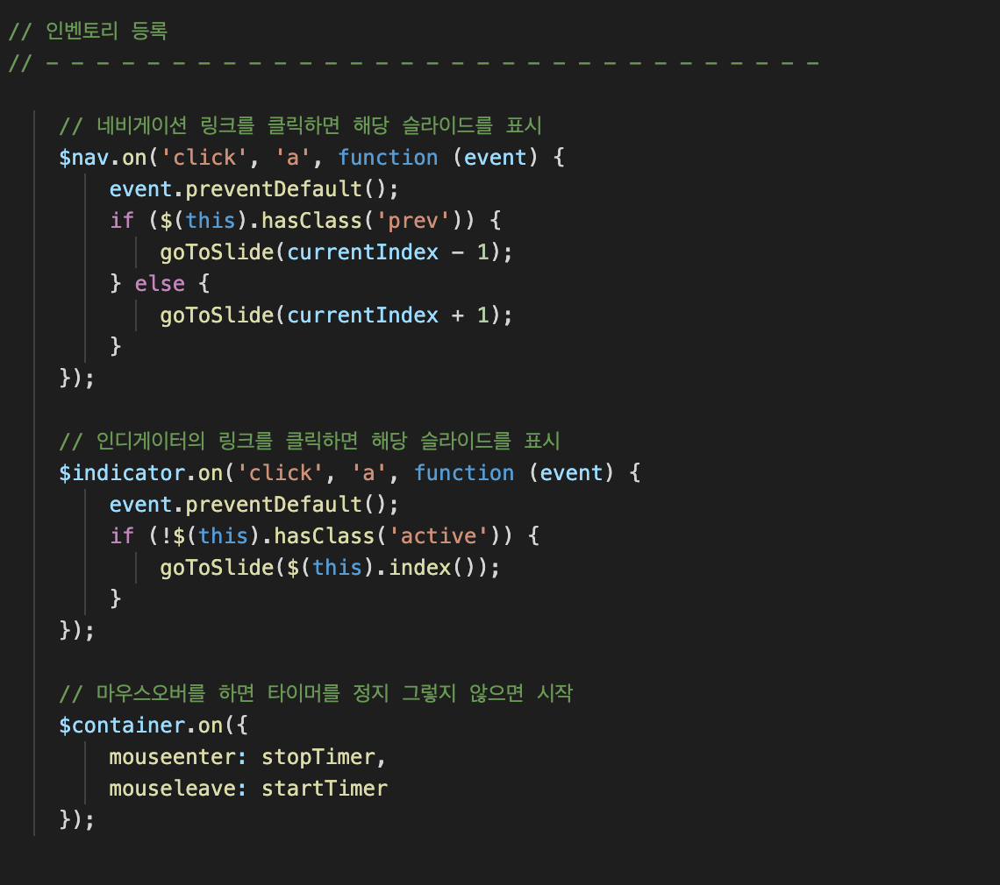 // 인벤토리 등록
// - - - - - - - - - - - - - - - - - - - - - - - - - - - - - - -
// 네비게이션 링크를 클릭하면 해당 슬라이드를 표시
$nav.on('click', 'a', function (event) {
event.preventDefault();
if ($(this).hasClass('prev')) {
goToSlide(currentIndex - 1);
} else {
goToSlide(currentIndex + 1);
}
});
// 인디게이터의 링크를 클릭하면 해당 슬라이드를 표시
$indicator.on('click', 'a', function (event) {
event.preventDefault();
if (!$(this).hasClass('active')) {
goToSlide($(this).index());
}
});
// 마우스오버를 하면 타이머를 정지 그렇지 않으면 시작
$container.on({
mouseenter: stopTimer,
mouseleave: startTimer
});